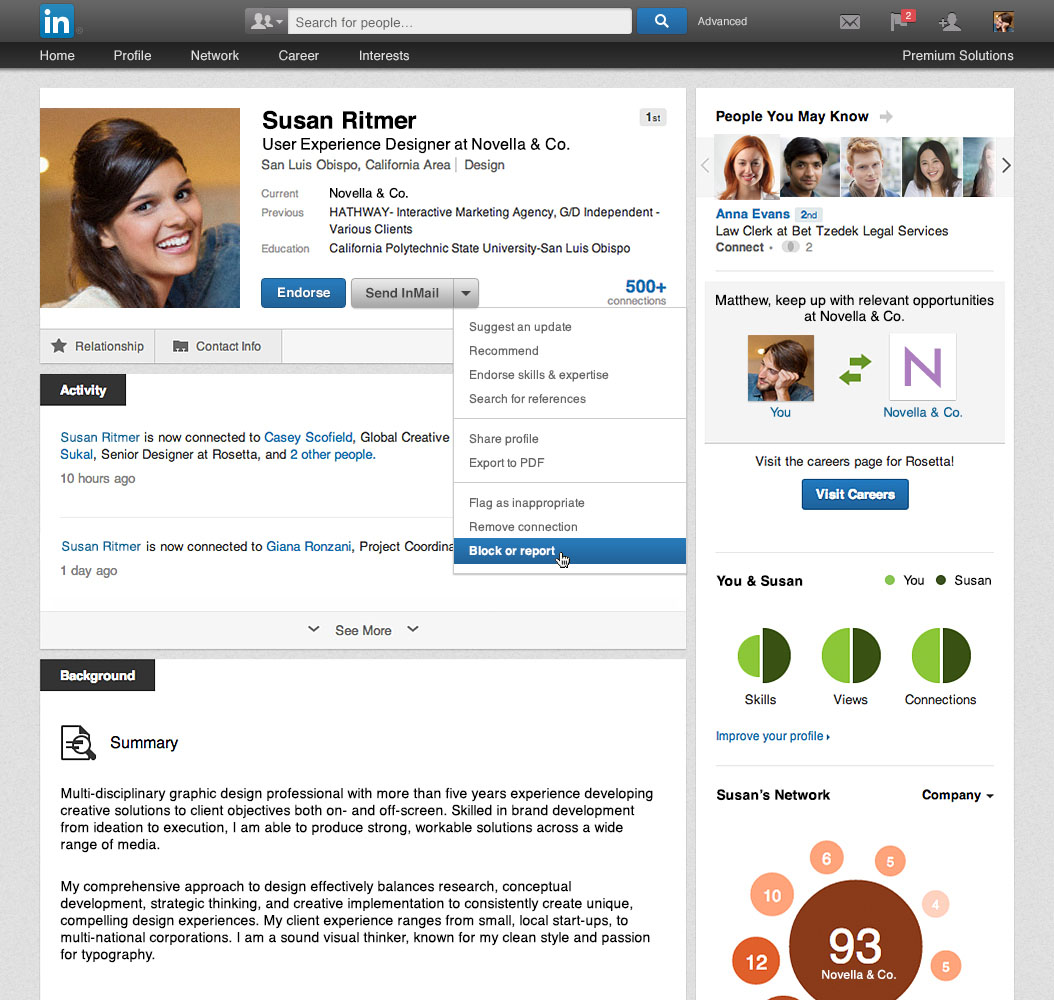 in
Search for people...
Advanced
2
Home
Profile
Network
Career
Interests
Premium Solutions
Susan Ritmer
1st
User Experience Designer at Novella & Co.
San Luis Obispo, California Area | Design
Current Novella & Co.
Previous HATHWAY- Interactive Marketing Agency, G/D Independent -
Various Clients
Education California Polytechnic State University-San Luis Obispo
Endorse
Send InMail
500+
connections
Suggest an update
Recommend
Endorse skills & expertise
Search for references
Share profile
Export to PDF
Flag as inappropriate
Remove connection
Block or report
Relationship
Contact Info
Activity
Susan Ritmer is now connected to Casey Scofield, Global Creative
Sukal, Senior Designer at Rosetta, and 2 other people.
10 hours ago
Susan Ritmer is now connected to Giana Ronzani, Project Coordina
1 day ago
See More
Background
Summary
Multi-disciplinary graphic design professional with more than five years experience developing
creative solutions to client objectives both on- and off-screen. Skilled in brand development
from ideation to execution, I am able to produce strong, workable solutions across a wide
range of media.
My comprehensive approach to design effectively balances research, conceptual
development, strategic thinking, and creative implementation to consistently create unique,
compelling design experiences. My client experience ranges from small, local start-ups, to
multi-national corporations. I am a sound visual thinker, known for my clean style and passion
for typography.
People You May Know
Anna Evans 2nd
Law Clerk at Bet Tzedek Legal Services
Connect • 2
Matthew, keep up with relevant opportunities
at Novella & Co.
N
You
Novella & Co.
Visit the careers page for Rosetta!
Visit Careers
You & Susan
You
Susan
Skills
Views
Connections
Improve your profile
Susan's Network
Company
6
5
10
4
93
Novella & Co.
12
5